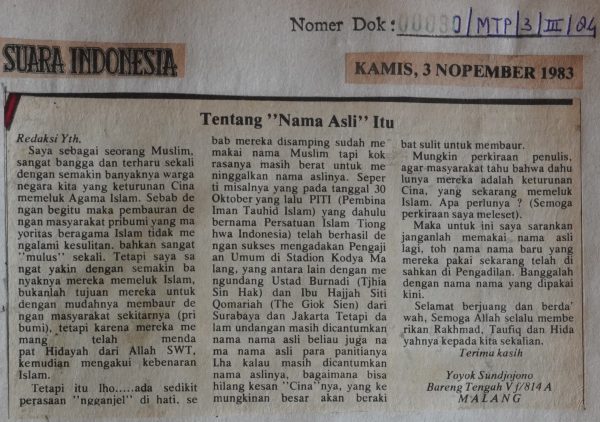 Nomer Dok: 00030/MTP/3/III/84
SUARA INDONESIA
KAMIS, 3 NOPEMBER 1983
Tentang "Nama Asli" Itu
Redaksi Yth.
Saya sebagai seorang Muslim,
sangat bangga dan terharu sekali
dengan semakin banyaknya warga
negara kita yang keturunan Cina
memeluk Agama Islam. Sebab de
ngan begitu maka pembauran de
ngan masyarakat pribumi yang ma
yoritas beragama Islam tidak me
ngalami kesulitan. bahkan sangat
"mulus" sekali. Tetapi saya sa
ngat yakin dengan semakin ba
nyaknya mereka memeluk Islam,
bukanlah tujuan mereka untuk
dengan mudahnya membaur de
ngan masyarakat sekitarnya (pri
bumi), tetapi karena mereka me
mang telah menda
pat Hidayah dari Allah SWT,
kemudian mengakui kebenaran
Islam.
Tetapi itu lho.....ada sedikit
perasaan "ngganjel" di hati, se
bab mereka disamping sudah me
makai nama Muslim tapi kok
rasanya masih berat untuk me
ninggalkan nama aslinya. Seper
ti misalnya yang pada tanggal 30
Oktober yang lalu PITI (Pembina
Iman Tauhid Islam) yang dahulu
bernama Persatuan Islam Tiong
hwa Indonesia) telah berhasil de
ngan sukses mengadakan Pengaji
an Umum di Stadion Kodya Ma
lang, yang antara lain dengan me
ngundang Ustad Burnadi (Tjhia
Sin Hak) dan Ibu Hajjah Siti
Qomariah (The Giok Sien) dari
Surabaya dan Jakarta Tetapi da
lam undangan masih dicantumkan
nama nama asli beliau juga na
ma nama asli para panitianya
Lha kalau masih dicantumkan
nama aslinya, bagaimana bisa
hilang kesan "Cina"nya, yang ke
mungkinan besar akan beraki
bat sulit untuk membaur.
Mungkin perkiraan penulis,
agar masyarakat tahu bahwa dahu
lunya mereka adalah keturunan
Cina, yang sekarang memeluk
Islam. Apa perlunya ? (Semoga
perkiraan saya meleset).
Maka untuk ini saya sarankan
janganlah memakai nama asli
lagi, toh nama nama baru yang
mereka pakai sekarang telah di
sahkan di Pengadilan. Banggalah
dengan nama nama yang dipakai
kini.
Selamat berjuang dan berda'
wah, Semoga Allah selalu membe
rikan Rakhmad, Taufiq dan Hida
yahnya kepada kita sekalian.
Terima kasih
Yoyok Sundjojono
Bareng Tengah V f/814 A
MALANG